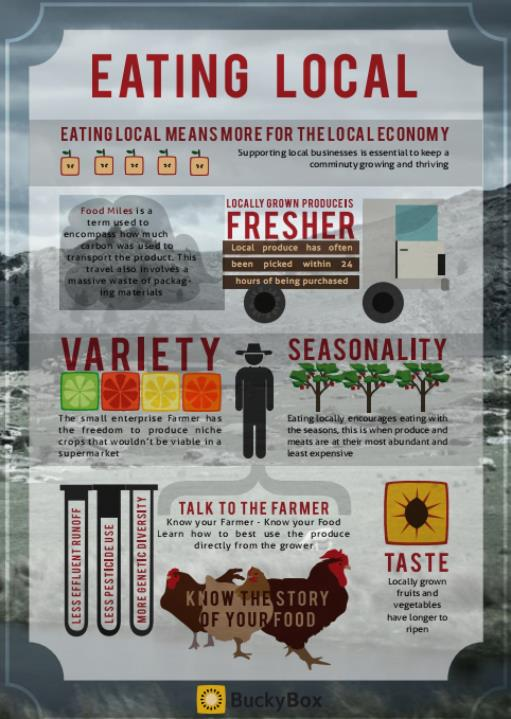 EATING LOCAL
EATING LOCAL MEANS MORE FOR THE LOCAL ECONOMY
Supporting local businesses is essential to keep a
comminuty growing and thriving
Food Miles is a
term used to
encompass how much
carbon was used to
transport the product. This
travel also involves a
massive waste of packag-
ing materials
LOCALLY GROWN PRODUCE IS
FRESHER
Local produce has often
been picked within 24
hours of being purchased
VARIETY
The small enterprise Farmer has
the freedom to produce niche
crops that wouldn't be viable in a
supermarket
SEASONALITY
Eating locally encourages eating with
the seasons, this is when produce and
meats are at their most abundant and
least expensive
LESS EFFLUENT RUNOFF
LESS PESTICIDE USE
MORE GENETIC DIVERSITY
TALK TO THE FARMER
Know your Farmer - Know your Food
Learn how to best use the produce
directly from the grower
KNOW THE STORY
OF YOUR FOOD
TASTE
Locally grown
fruits and
vegetables
have longer to
ripen
BuckyBox